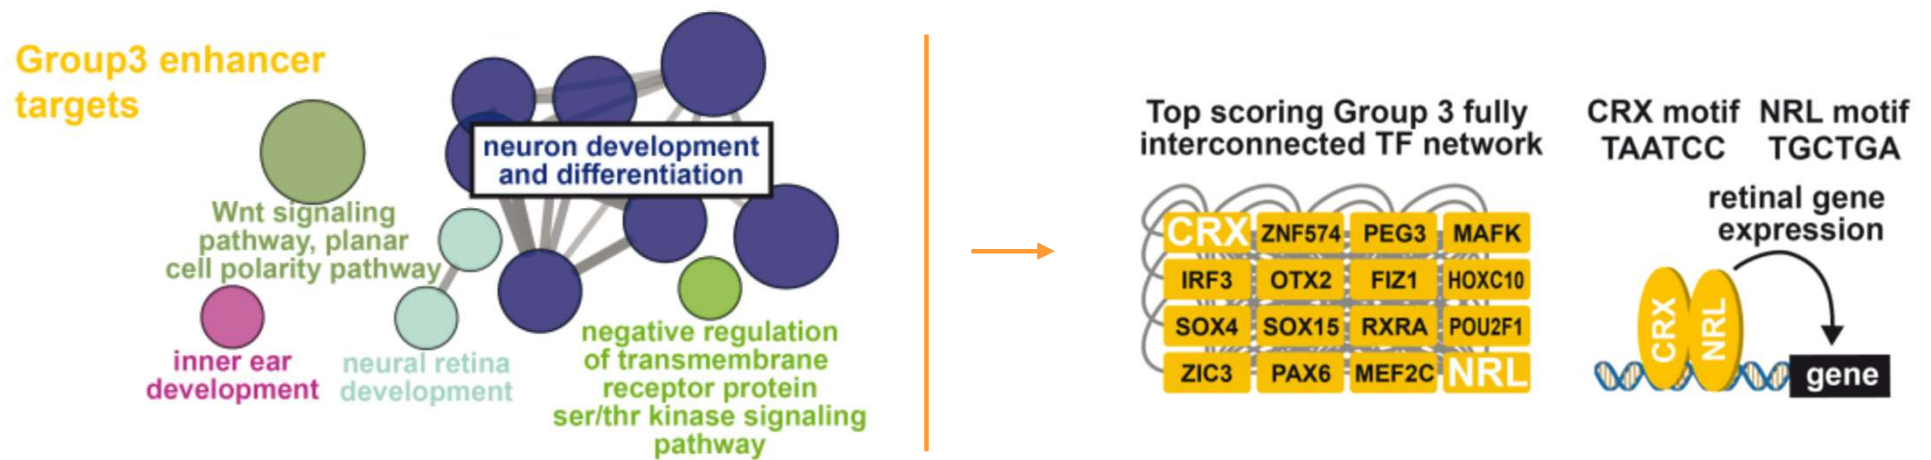 Group3 enhancer
targets
neuron development
and differentiation
Wnt signaling
pathway, planar
cell polarity pathway
inner ear
development
neural retina
development
negative regulation
of transmembrane
receptor protein
ser/thr kinase signaling
pathway
Top scoring Group 3 fully
interconnected TF network
CRX ZNF574 PEG3 MAFK
IRF3 OTX2 FIZ1 HOXC10
SOX4 SOX15 RXRA POU2F1
ZIC3 PAX6 MEF2C NRL
CRX motif NRL motif
TAATCC TGCTGA
retinal gene
expression
CRX NRL
gene